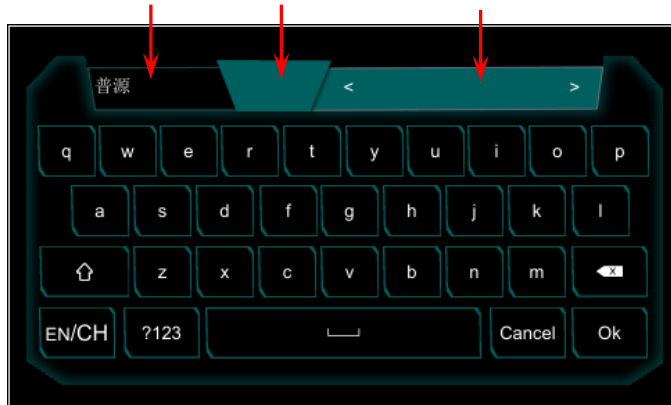 普源 < >
q w e r t y u i o p
a s d f g h j k l
z x c v b n m x
EN/CH ?123 Cancel Ok